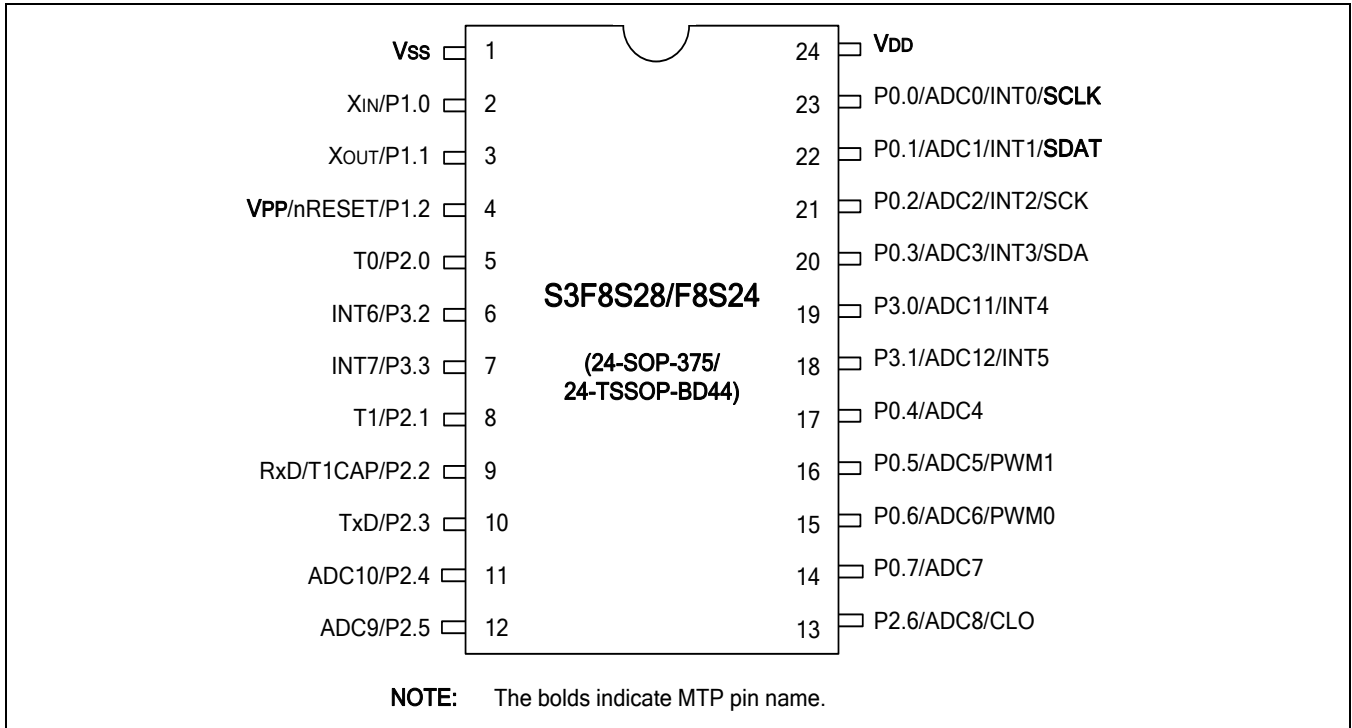 Vss 1 24 VDD
XIN/P1.0 2 23 P0.0/ADC0/INT0/SCLK
XOUT/P1.1 3 22 P0.1/ADC1/INT1/SDAT
VPP/nRESET/P1.2 4 21 P0.2/ADC2/INT2/SCK
T0/P2.0 5 20 P0.3/ADC3/INT3/SDA
S3F8S28/F8S24
INT6/P3.2 6 19 P3.0/ADC11/INT4
INT7/P3.3 7 18 P3.1/ADC12/INT5
(24-SOP-375/
24-TSSOP-BD44)
T1/P2.1 8 17 P0.4/ADC4
RxD/T1CAP/P2.2 9 16 P0.5/ADC5/PWM1
TxD/P2.3 10 15 P0.6/ADC6/PWM0
ADC10/P2.4 11 14 P0.7/ADC7
ADC9/P2.5 12 13 P2.6/ADC8/CLO
NOTE: The bolds indicate MTP pin name.